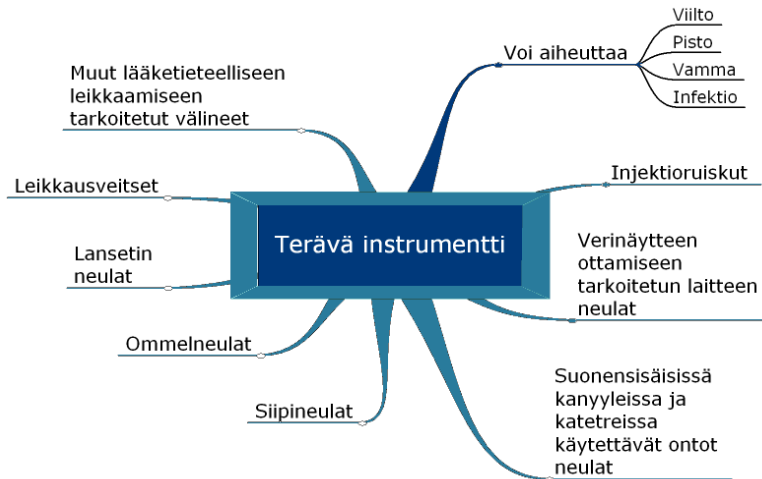 Viilto
Voi aiheuttaa
Pisto
Vamma
Infektio
Muut lääketieteelliseen
leikkaamiseen
tarkoitetut välineet
Injektioruiskut
Leikkausveitset
Terävä instrumentti
Verinäytteen
ottamiseen
tarkoitetun laitteen
neulat
Lansetin
neulat
Ommelneulat
Siipineulat
Suonensisäisissä
kanyyleissa ja
katetreissa
käytettävät ontot
neulat